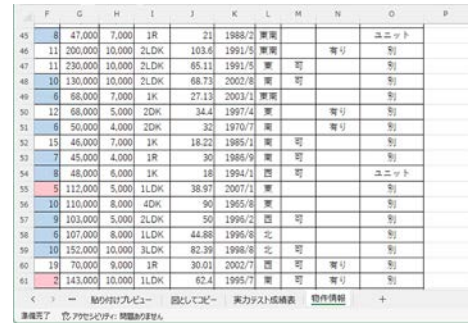 F G H I J K L M N O P
45 8 47,000 7,000 1R 21 1988/2 東南 ユニット
46 11 200,000 10,000 2LDK 103.6 1991/5 東南 有り 別
47 11 230,000 10,000 2LDK 65.11 1991/5 東 可 別
48 10 130,000 10,000 2LDK 68.73 2002/8 南 可 別
49 6 68,000 7,000 1K 27.13 2003/1 東南 別
50 12 68,000 5,000 2DK 34.4 1997/4 東 有り 別
51 6 50,000 4,000 2DK 32 1970/7 南 有り 別
52 15 46,000 7,000 1K 18.22 1985/1 南 可 別
53 7 45,000 4,000 1R 30 1986/9 南 可 別
54 8 48,000 6,000 1K 18 1994/1 西 可 ユニット
55 5 112,000 5,000 1LDK 38.97 2007/1 東 別
56 10 110,000 8,000 4DK 90 1965/8 東 別
57 9 103,000 5,000 2LDK 50 1996/2 西 可 別
58 6 107,000 8,000 1LDK 44.88 1996/8 北 別
59 10 152,000 10,000 3LDK 82.39 1998/8 北 可 別
60 19 70,000 9,000 1R 30.01 2002/7 西 可 有り 別
61 2 143,000 10,000 1LDK 62.4 1995/7 南 可 有り 別
貼り付けプレビュー 図としてコピー 実力テスト成績表 物件情報 +
準備完了 アクセシビリティ: 問題ありません